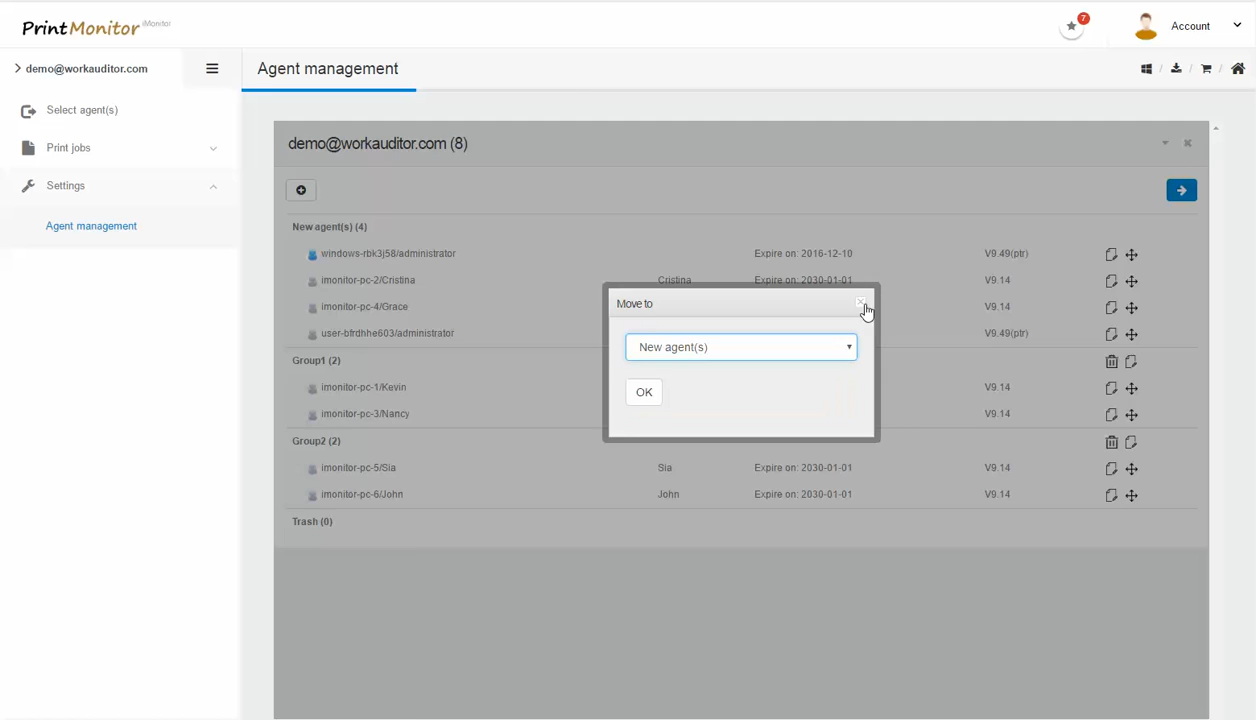 PrintMonitor iMonitor
7
Account
demo@workauditor.com
Agent management
Select agent(s)
Print jobs
Settings
Agent management
demo@workauditor.com (8)
New agent(s) (4)
windows-rbk3j58/administrator Expire on: 2016-12-10 V9.49(ptr)
imonitor-pc-2/Cristina Cristina Expire on: 2030-01-01 V9.14
imonitor-pc-4/Grace V9.14
user-bfrdhhe603/administrator V9.49(ptr)
Group1 (2)
imonitor-pc-1/Kevin V9.14
imonitor-pc-3/Nancy V9.14
Group2 (2)
imonitor-pc-5/Sia Sia Expire on: 2030-01-01 V9.14
imonitor-pc-6/John John Expire on: 2030-01-01 V9.14
Trash (0)
Move to
New agent(s)
OK